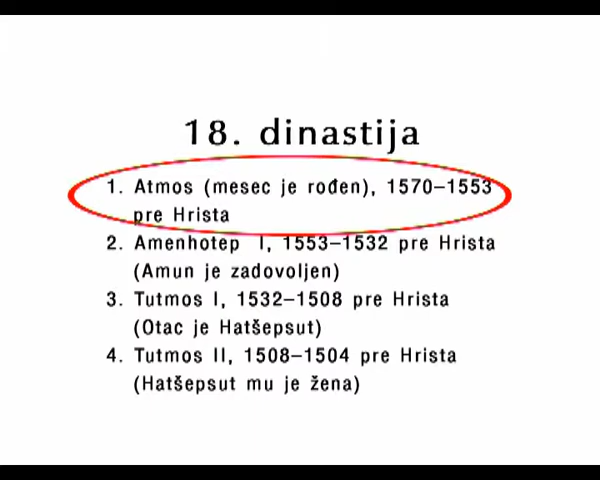 18. dinastija
1. Atmos (mesec je rođen), 1570–1553
pre Hrista
2. Amenhotep I, 1553–1532 pre Hrista
(Amun je zadovoljen)
3. Tutmos I, 1532–1508 pre Hrista
(Otac je Hatšepsut)
4. Tutmos II, 1508–1504 pre Hrista
(Hatšepsut mu je žena)